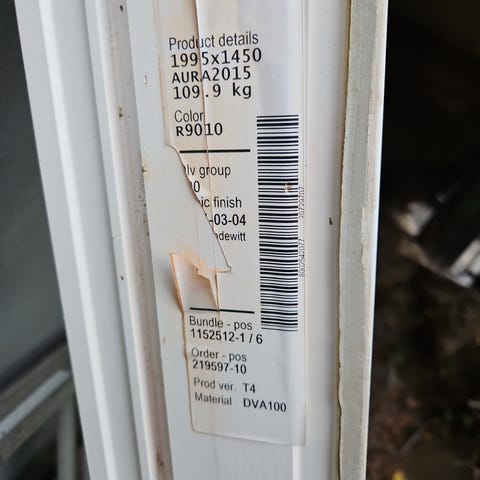 Product details
1995x1450
AURA2015
109.9 kg
Color
R9010
lv group
ic finish
-03-04
dewitt
Bundle - pos
1152512-1 / 6
Order - pos
219597-10
Prod ver. T4
Material DVA100